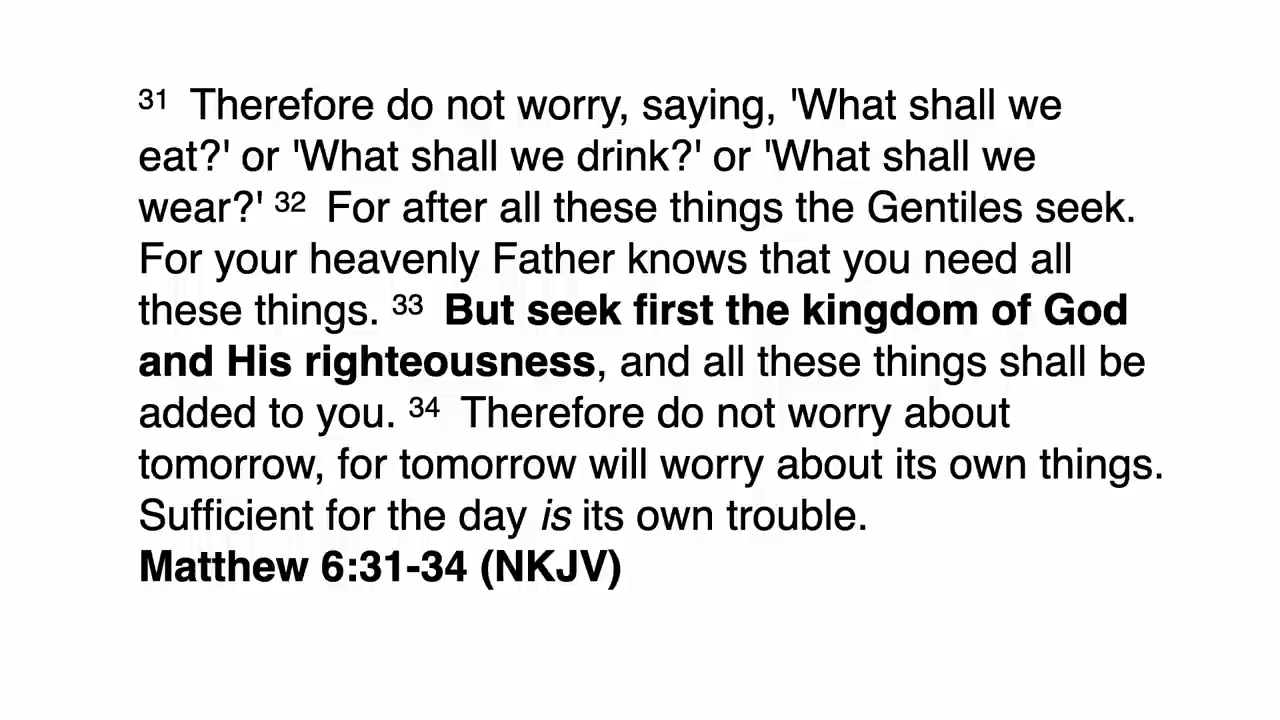 31 Therefore do not worry, saying, 'What shall we
eat?' or 'What shall we drink?' or 'What shall we
wear?' 32 For after all these things the Gentiles seek.
For your heavenly Father knows that you need all
these things. 33 But seek first the kingdom of God
and His righteousness, and all these things shall be
added to you. 34 Therefore do not worry about
tomorrow, for tomorrow will worry about its own things.
Sufficient for the day is its own trouble.
Matthew 6:31-34 (NKJV)